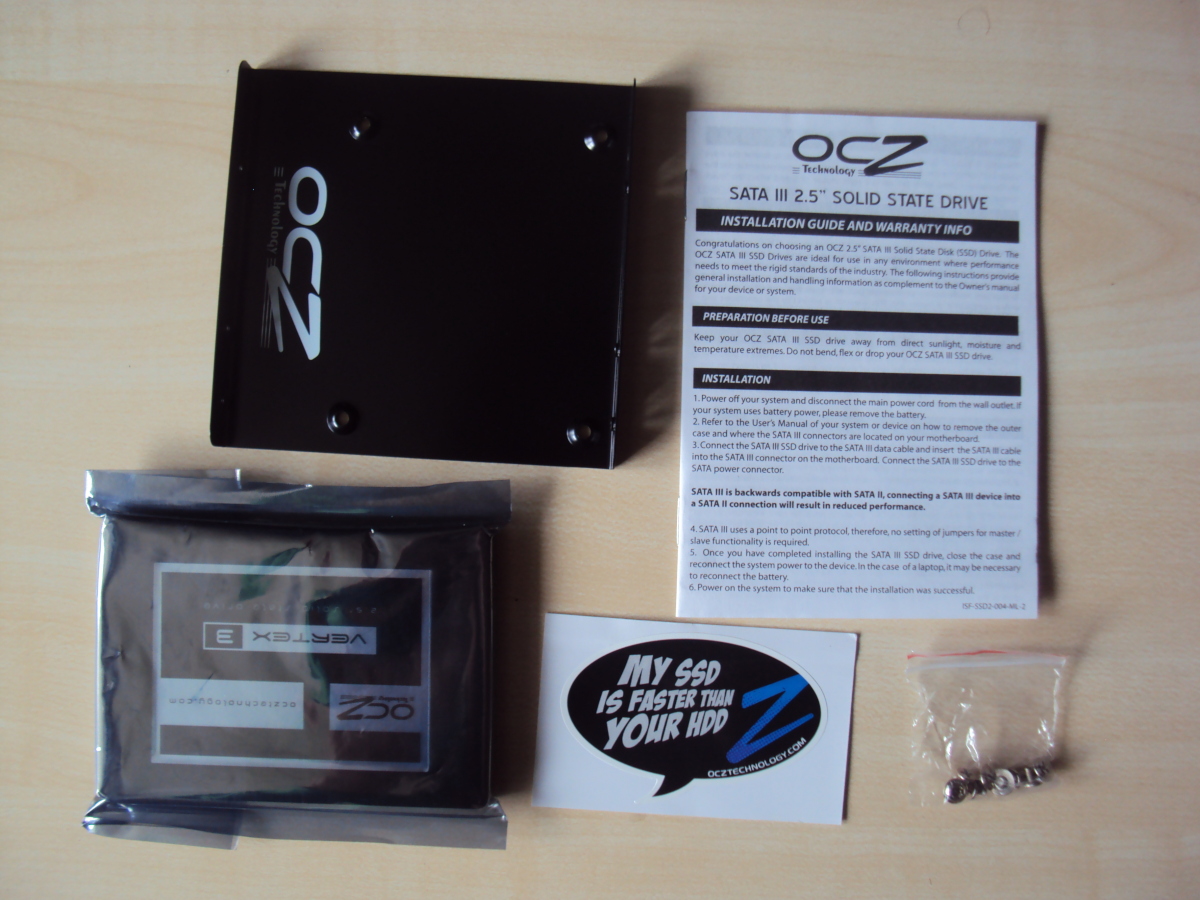 OCZ
Technology
OCZ
Technology
SATA III 2.5" SOLID STATE DRIVE
INSTALLATION GUIDE AND WARRANTY INFO
Congratulations on choosing an OCZ 2.5" SATA III Solid State Disk (SSD) Drive. The
OCZ SATA III SSD Drives are ideal for use in any environment where performance
needs to meet the rigid standards of the industry. The following instructions provide
general installation and handling information as complement to the Owner's manual
for your device or system.
PREPARATION BEFORE USE
Keep your OCZ SATA III SSD drive away from direct sunlight, moisture and
temperature extremes. Do not bend, flex or drop your OCZ SATA III SSD drive.
INSTALLATION
1. Power off your system and disconnect the main power cord from the wall outlet. If
your system uses battery power, please remove the battery.
2. Refer to the User's Manual of your system or device on how to remove the outer
case and where the SATA III connectors are located on your motherboard.
3. Connect the SATA III SSD drive to the SATA data cable and insert the SATA III cable
into the SATA III connector on the motherboard. Connect the SATA III SSD drive to the
SATA power connector.
SATA III is backwards compatible with SATA II, connecting a SATA III device into
a SATA II connection will result in reduced performance.
4. SATA III uses a point to point protocol, therefore, no setting of jumpers for master /
slave functionality is required.
5. Once you have completed installing the SATA III SSD drive, close the case and
reconnect the system power to the device. In the case of a laptop, it may be necessary
to reconnect the battery.
6. Power on the system to make sure that the installation was successful.
ISF-SSD2-004-ML-2
OCZ
ocztechnology.com
VERTEX 3
MY SSD
IS FASTER THAN
YOUR HDD
Z
OCZTECHNOLOGY.COM